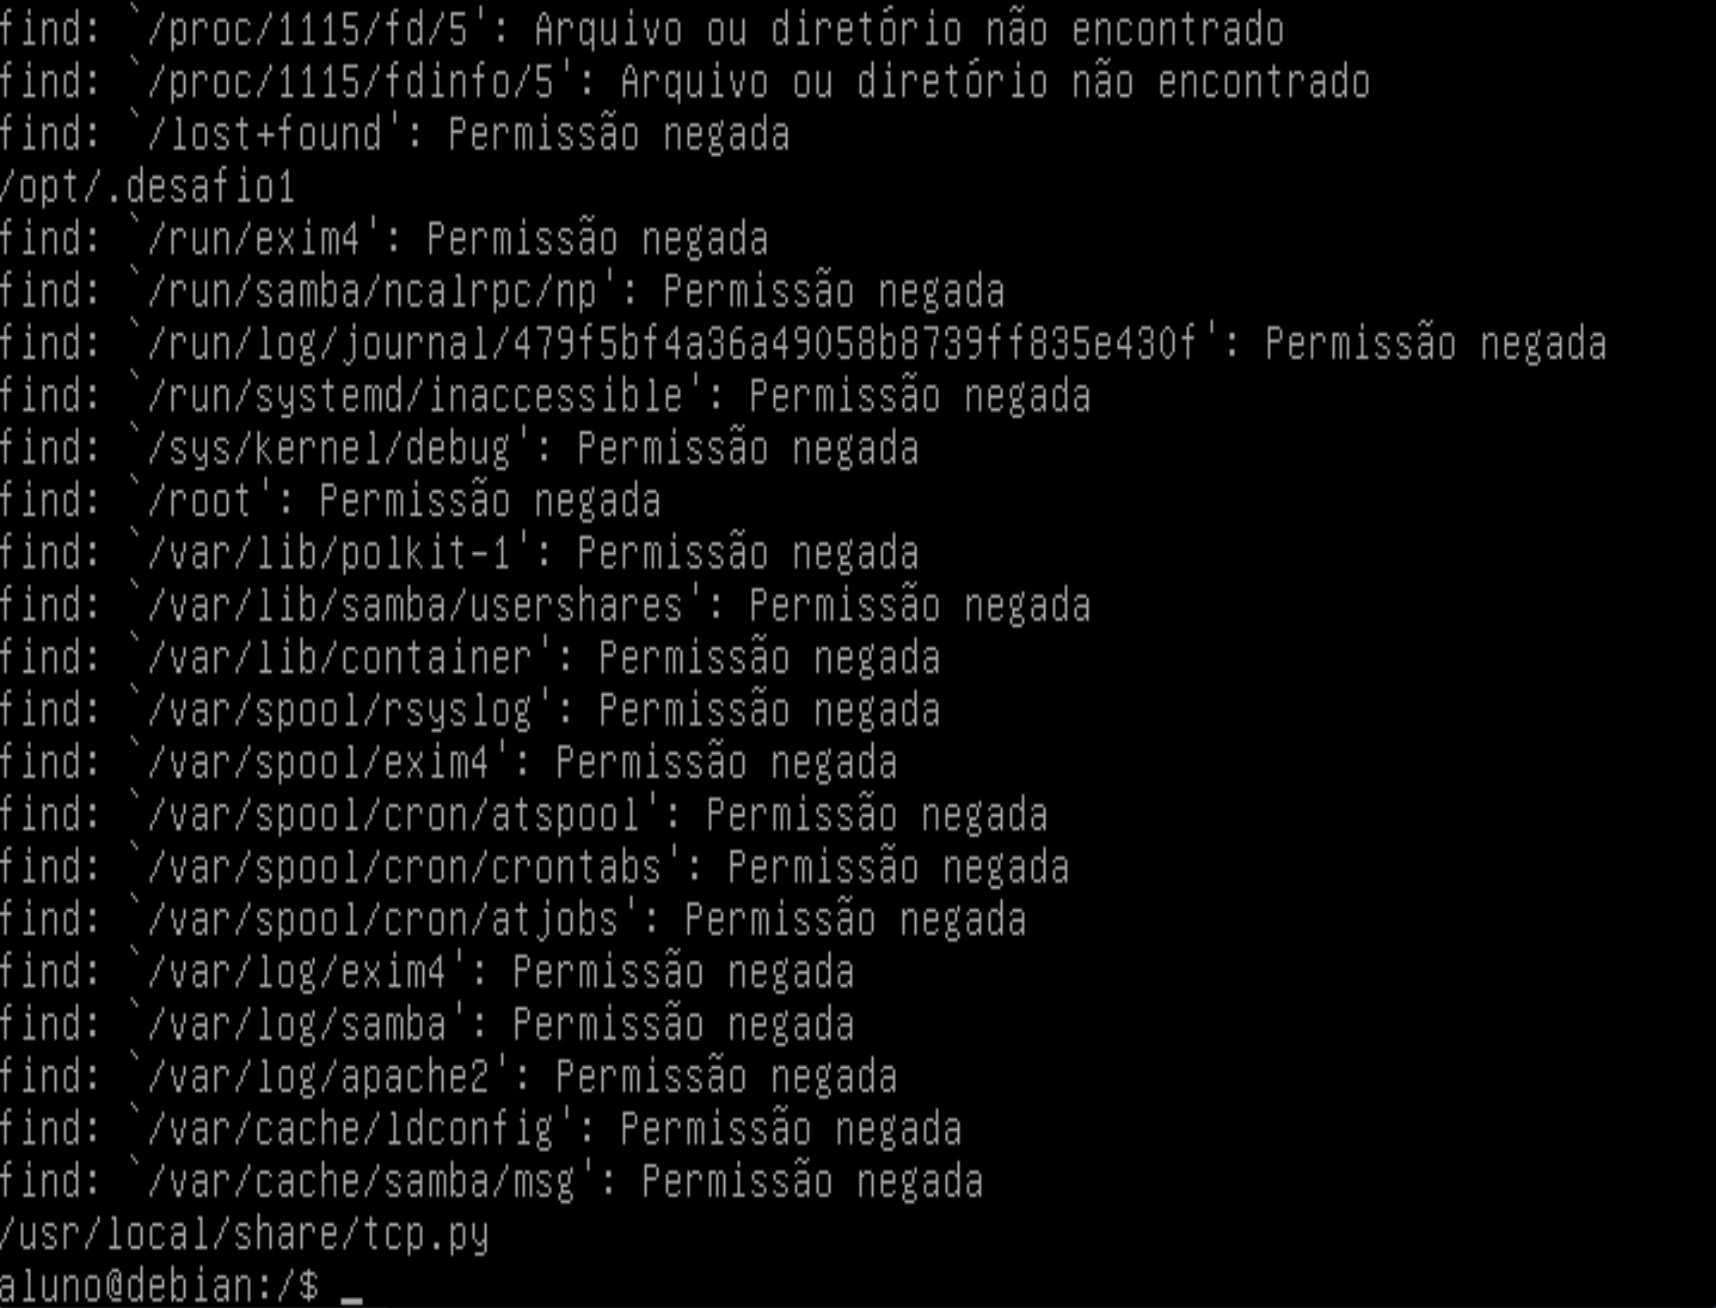 find: `/proc/1115/fd/5': Arquivo ou diretório não encontrado
find: `/proc/1115/fdinfo/5': Arquivo ou diretório não encontrado
find: `/lost+found': Permissão negada
/opt/.desafio1
find: `/run/exim4': Permissão negada
find: `/run/samba/ncalrpc/np': Permissão negada
find: `/run/log/journal/479f5bf4a36a49058b8739ff835e430f': Permissão negada
find: `/run/systemd/inaccessible': Permissão negada
find: `/sys/kernel/debug': Permissão negada
find: `/root': Permissão negada
find: `/var/lib/polkit-1': Permissão negada
find: `/var/lib/samba/usershares': Permissão negada
find: `/var/lib/container': Permissão negada
find: `/var/spool/rsyslog': Permissão negada
find: `/var/spool/exim4': Permissão negada
find: `/var/spool/cron/atspool': Permissão negada
find: `/var/spool/cron/crontabs': Permissão negada
find: `/var/spool/cron/atjobs': Permissão negada
find: `/var/log/exim4': Permissão negada
find: `/var/log/samba': Permissão negada
find: `/var/log/apache2': Permissão negada
find: `/var/cache/ldconfig': Permissão negada
find: `/var/cache/samba/msg': Permissão negada
/usr/local/share/tcp.py
aluno@debian:/$ _